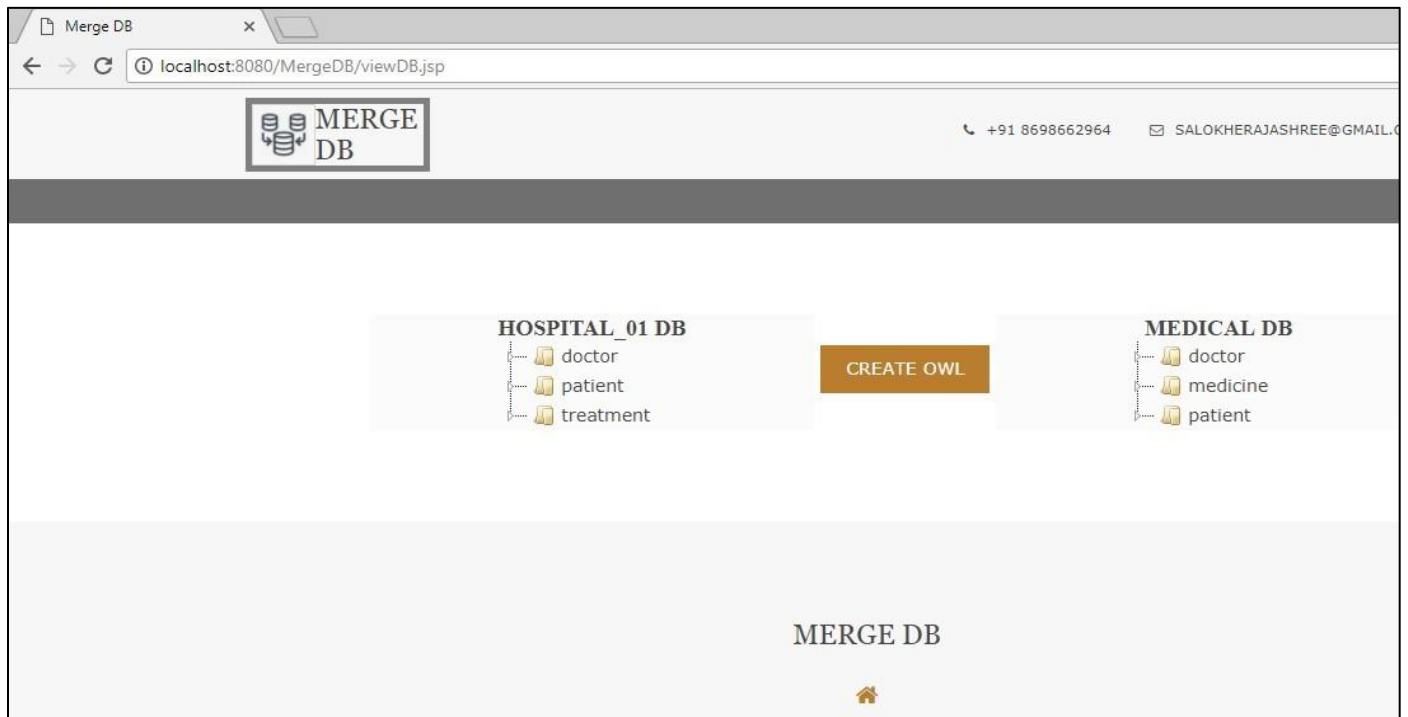 Merge DB
localhost:8080/MergeDB/viewDB.jsp
MERGE
DB
+91 8698662964
SALOKHERAJASHREE@GMAIL.
HOSPITAL_01 DB
doctor
patient
treatment
CREATE OWL
MEDICAL DB
doctor
medicine
patient
MERGE DB